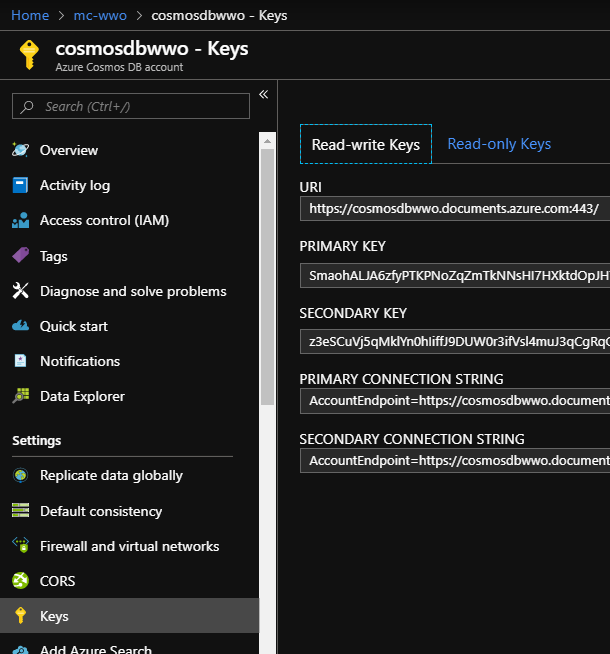 Home > mc-wwo > cosmosdbwwo - Keys
cosmosdbwwo - Keys
Azure Cosmos DB account
Search (Ctrl+/)
«
Overview
Activity log
Access control (IAM)
Tags
Diagnose and solve problems
Quick start
Notifications
Data Explorer
Settings
Replicate data globally
Default consistency
Firewall and virtual networks
CORS
Keys
Add Azure Search
Read-write Keys
Read-only Keys
URI
https://cosmosdbwwo.documents.azure.com:443/
PRIMARY KEY
SECONDARY KEY
PRIMARY CONNECTION STRING
AccountEndpoint=https://cosmosdbwwo.document
SECONDARY CONNECTION STRING
AccountEndpoint=https://cosmosdbwwo.document